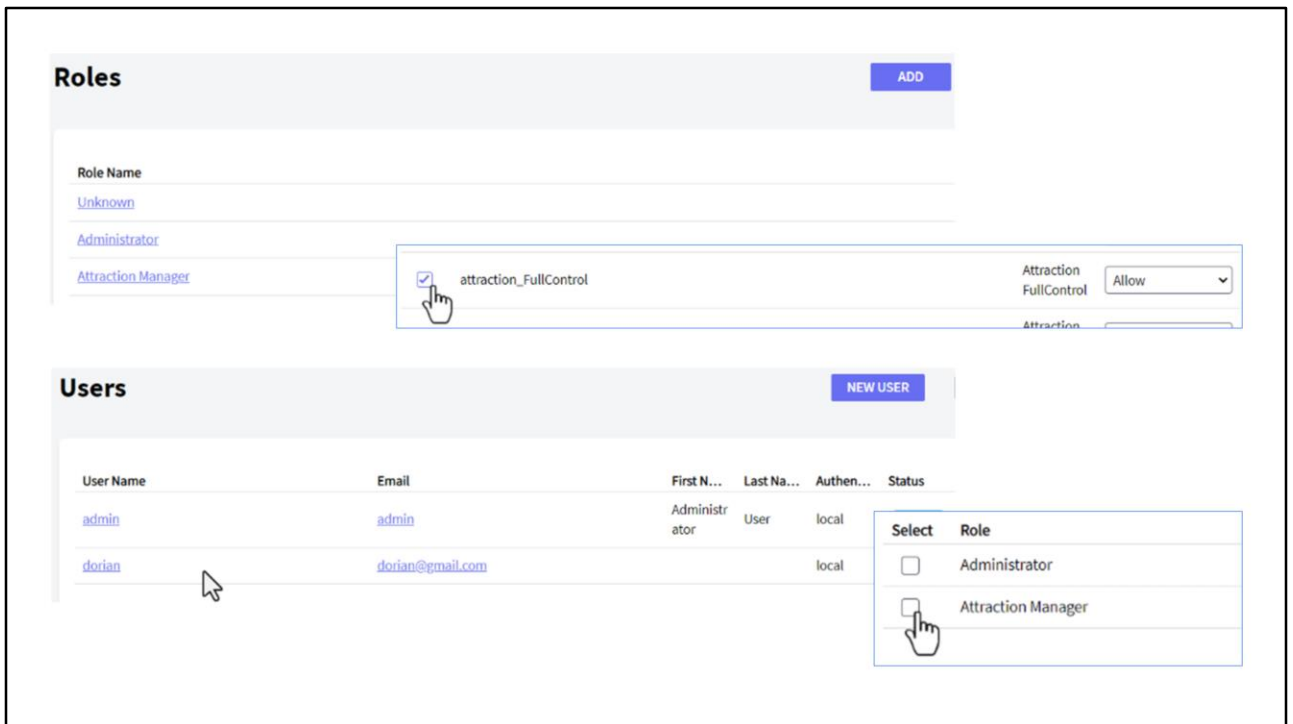 Roles
ADD
Role Name
Unknown
Administrator
Attraction Manager
attraction_FullControl
Attraction
FullControl
Allow
Attraction
Users
NEW USER
User Name Email First N... Last Na... Authen... Status
admin admin Administr
ator User local
dorian dorian@gmail.com local
Select Role
Administrator
Attraction Manager